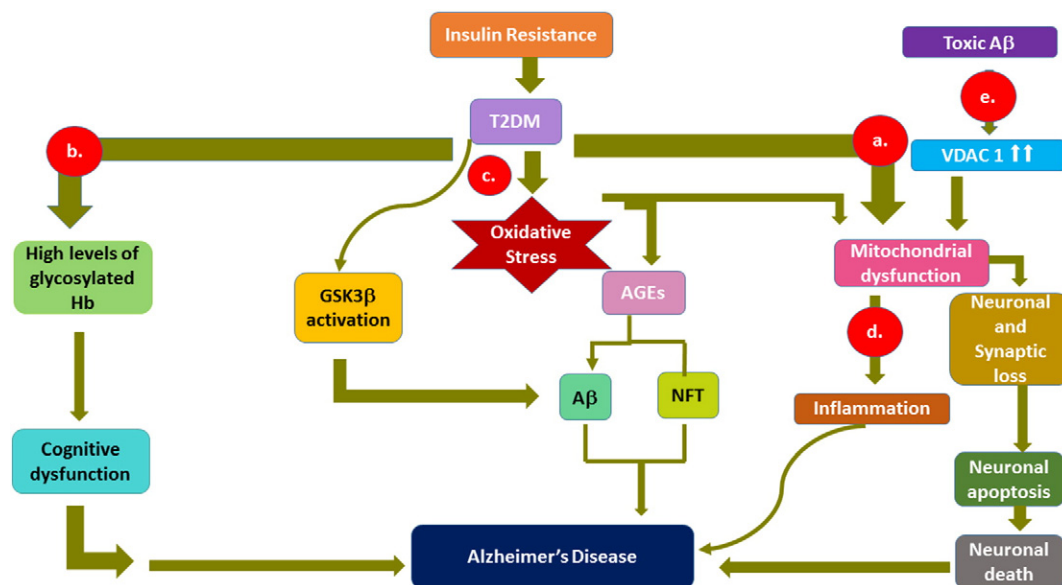 Insulin Resistance
Toxic Aβ
e.
T2DM
b.
a.
VDAC 1 ⬆⬆
c.
Oxidative
Stress
High levels of
glycosylated
Hb
Mitochondrial
dysfunction
GSK3β
activation
AGEs
Neuronal
and
Synaptic
loss
d.
Aβ
NFT
Inflammation
Cognitive
dysfunction
Neuronal
apoptosis
Alzheimer's Disease
Neuronal
death